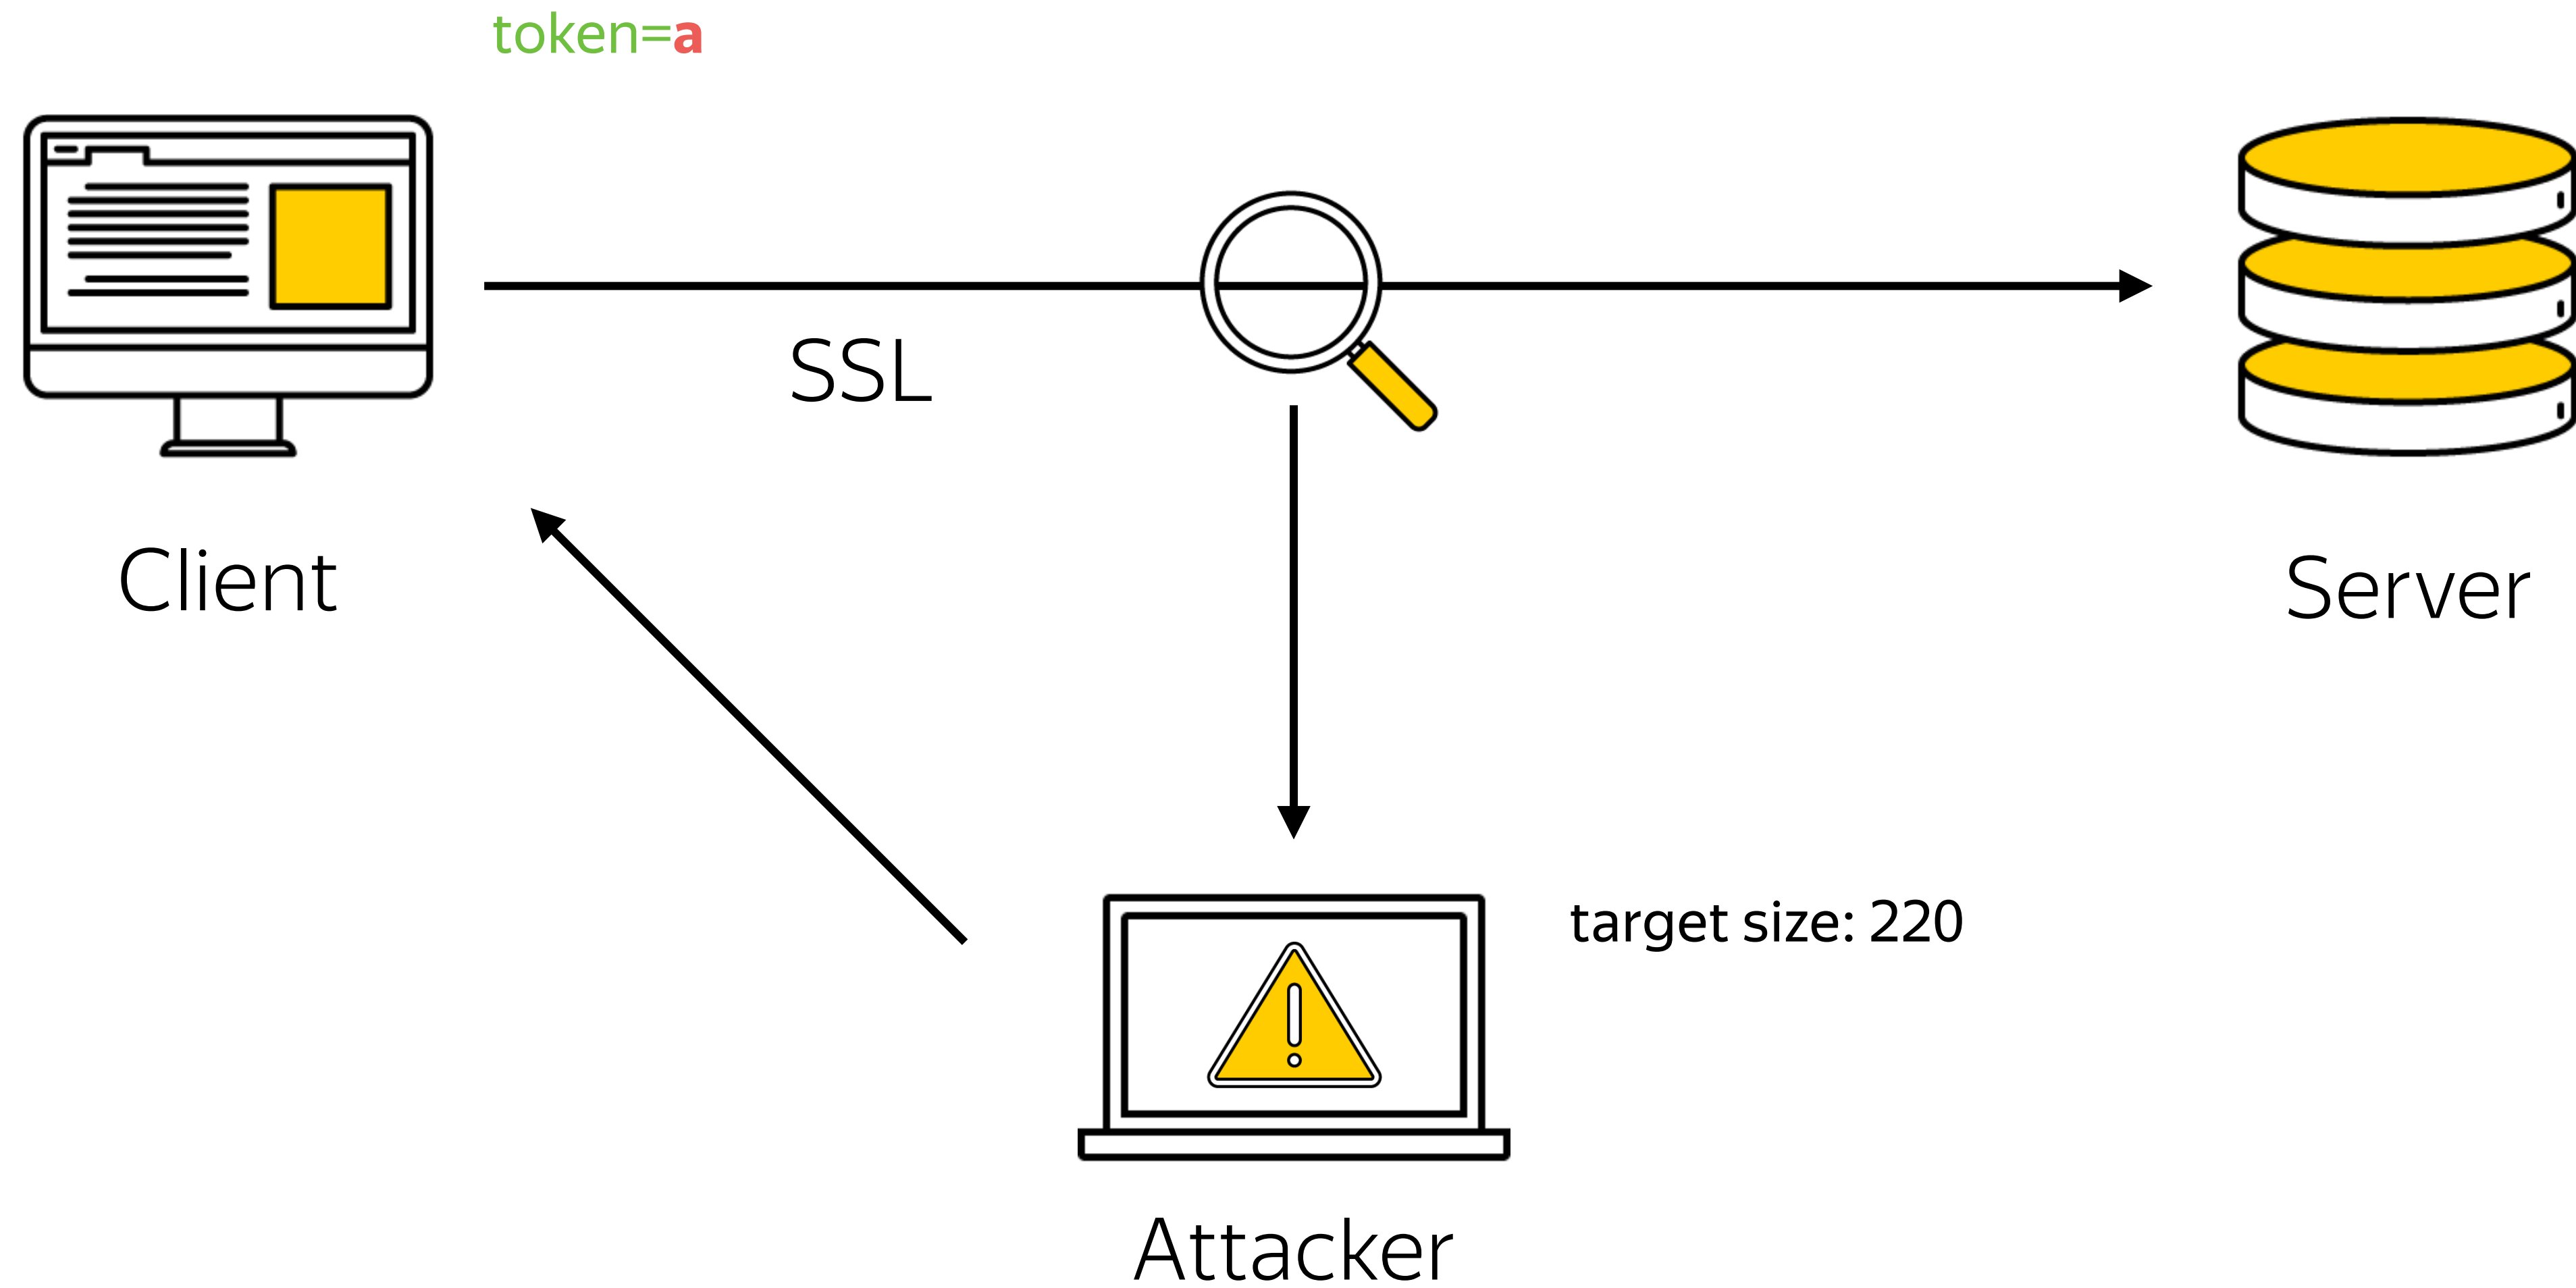 token=a
SSL
Client
Server
target size: 220
Attacker